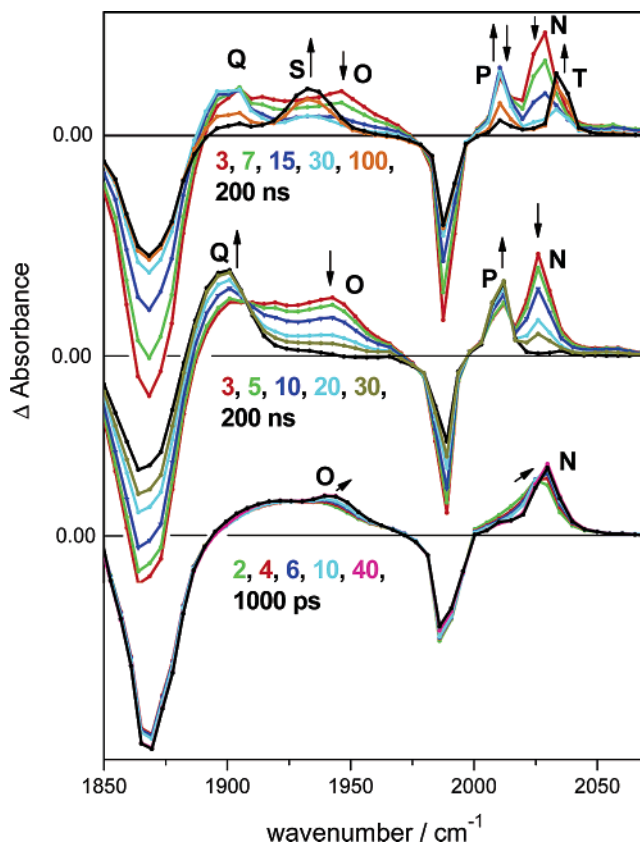 Q S O P N T
0.00
3, 7, 15, 30, 100,
200 ns
Q O P N
0.00
3, 5, 10, 20, 30,
200 ns
O N
0.00
2, 4, 6, 10, 40,
1000 ps
Δ Absorbance
1850 1900 1950 2000 2050
wavenumber / cm⁻¹